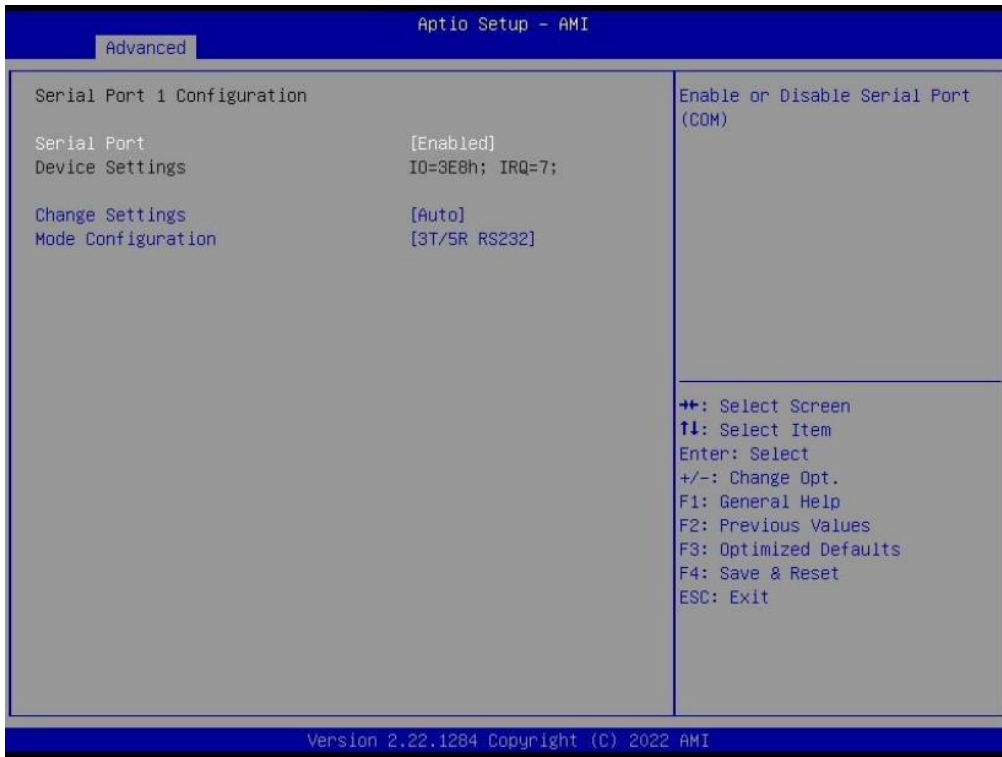 Aptio Setup - AMI
Advanced
Serial Port 1 Configuration
Serial Port [Enabled]
Device Settings IO=3E8h; IRQ=7;
Change Settings [Auto]
Mode Configuration [3T/5R RS232]
Enable or Disable Serial Port
(COM)
→←: Select Screen
↑↓: Select Item
Enter: Select
+/-: Change Opt.
F1: General Help
F2: Previous Values
F3: Optimized Defaults
F4: Save & Reset
ESC: Exit
Version 2.22.1284 Copyright (C) 2022 AMI